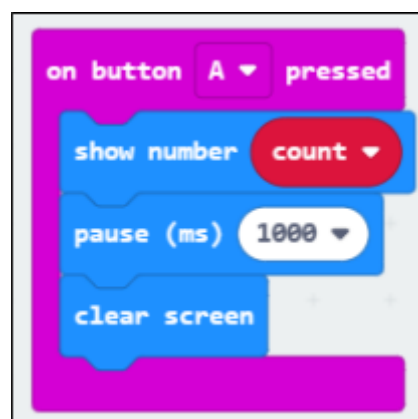 on button A pressed
show number count
pause (ms) 1000
clear screen